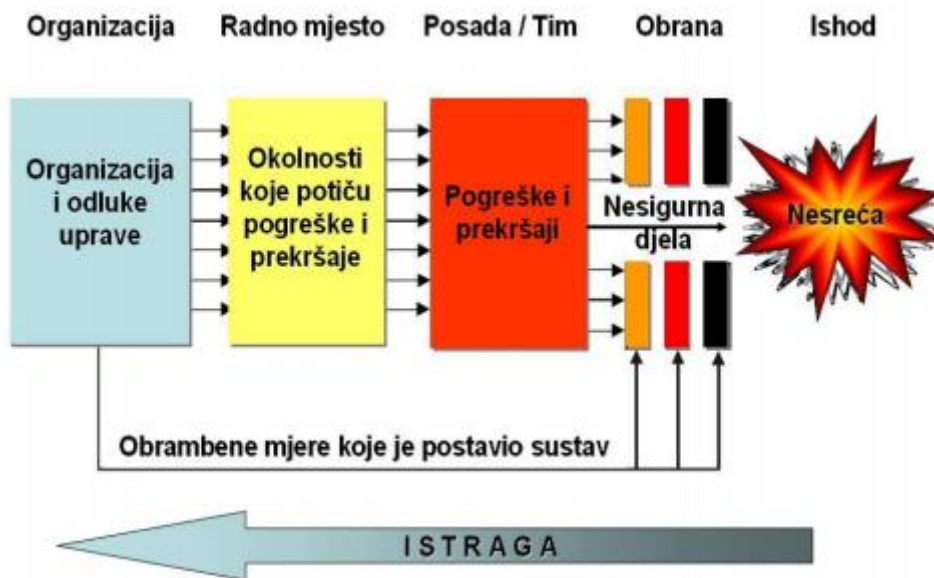 Organizacija
Radno mjesto
Posada / Tim
Obrana
Ishod
Organizacija
i odluke
uprave
Okolnosti
koje potiču
pogreške i
prekršaje
Pogreške i
prekršaji
Nesigurna
djela
Nesreća
Obrambene mjere koje je postavio sustav
ISTRAGA